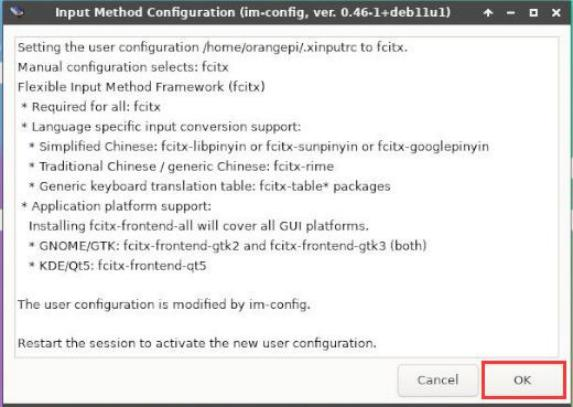 Input Method Configuration (im-config, ver. 0.46-1+deb11u1)
Setting the user configuration /home/orangepi/.xinputrc to fcitx.
Manual configuration selects: fcitx
Flexible Input Method Framework (fcitx)
* Required for all: fcitx
* Language specific input conversion support:
* Simplified Chinese: fcitx-libpinyin or fcitx-sunpinyin or fcitx-googlepinyin
* Traditional Chinese / generic Chinese: fcitx-rime
* Generic keyboard translation table: fcitx-table* packages
* Application platform support:
Installing fcitx-frontend-all will cover all GUI platforms.
* GNOME/GTK: fcitx-frontend-gtk2 and fcitx-frontend-gtk3 (both)
* KDE/Qt5: fcitx-frontend-qt5
The user configuration is modified by im-config.
Restart the session to activate the new user configuration.
Cancel OK